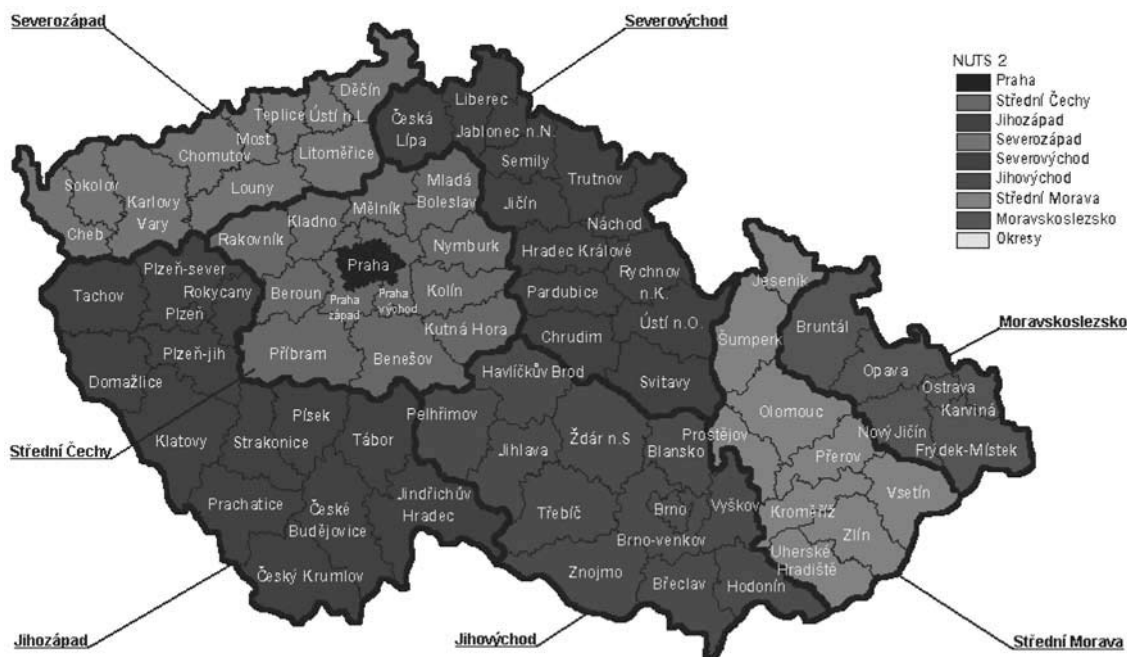 Severozápad
Severovýchod
NUTS 2
Praha
Střední Čechy
Jihozápad
Severozápad
Severovýchod
Jihovýchod
Střední Morava
Moravskoslezsko
Okresy
Děčín
Teplice
Ústí n.L.
Most
Chomutov
Litoměřice
Louny
Sokolov
Karlovy
Vary
Cheb
Česká
Lípa
Liberec
Jablonec n.N.
Semily
Trutnov
Jičín
Náchod
Hradec Králové
Rychnov
n.K.
Pardubice
Ústí n.O.
Chrudim
Svitavy
Mladá
Boleslav
Mělník
Kladno
Rakovník
Nymburk
Praha
Beroun
Praha
západ
Praha
východ
Kolín
Kutná Hora
Příbram
Benešov
Plzeň-sever
Tachov
Rokycany
Plzeň
Plzeň-jih
Domažlice
Klatovy
Písek
Strakonice
Tábor
Prachatice
České
Budějovice
Jindřichův
Hradec
Český Krumlov
Havlíčkův Brod
Pelhřimov
Jihlava
Ždár n.S
Blansko
Třebíč
Brno
Vyškov
Brno-venkov
Znojmo
Břeclav
Hodonín
Jeseník
Šumperk
Olomouc
Prostějov
Přerov
Kroměříž
Vsetín
Zlín
Uherské
Hradiště
Bruntál
Opava
Ostrava
Karviná
Nový Jičín
Frýdek-Místek
Moravskoslezsko
Střední Čechy
Jihozápad
Jihovýchod
Střední Morava